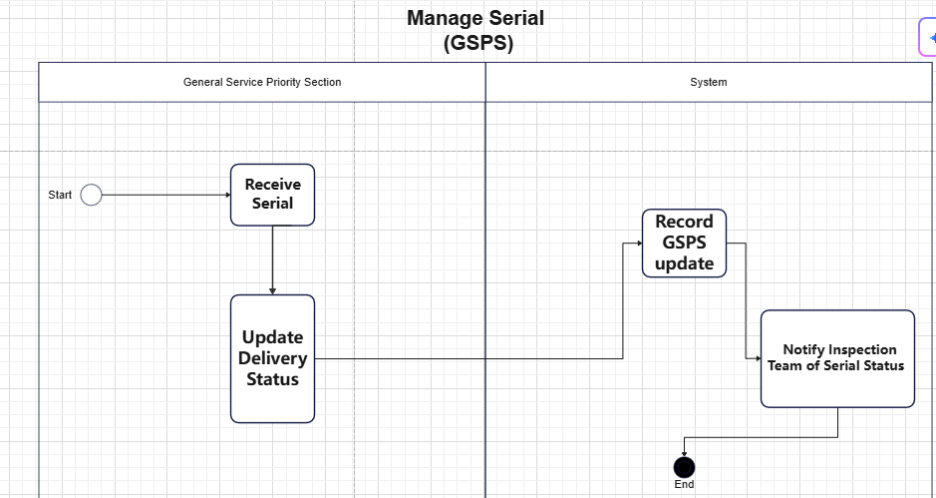 Manage Serial
(GSPS)
General Service Priority Section
System
Start
Receive
Serial
Update
Delivery
Status
Record
GSPS
update
Notify Inspection
Team of Serial Status
End